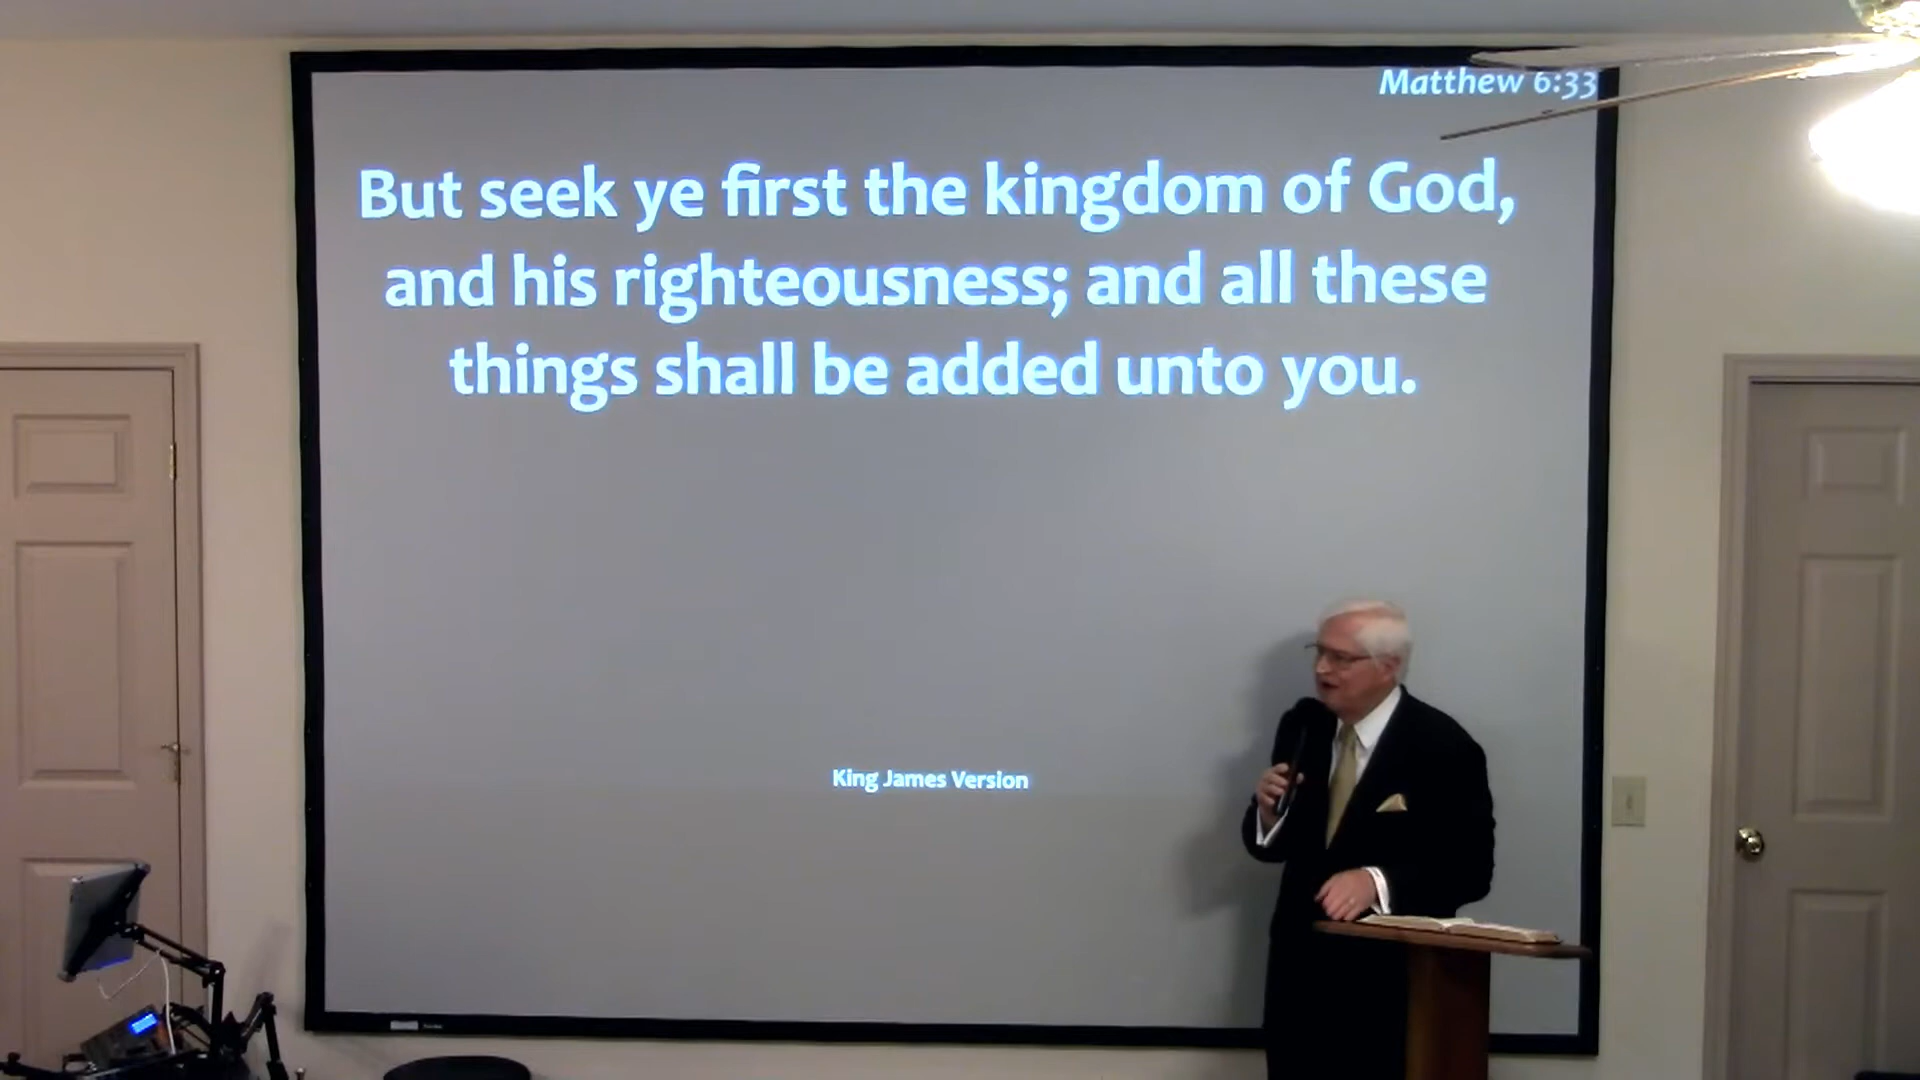 Matthew 6:33
But seek ye first the kingdom of God,
and his righteousness; and all these
things shall be added unto you.
King James Version